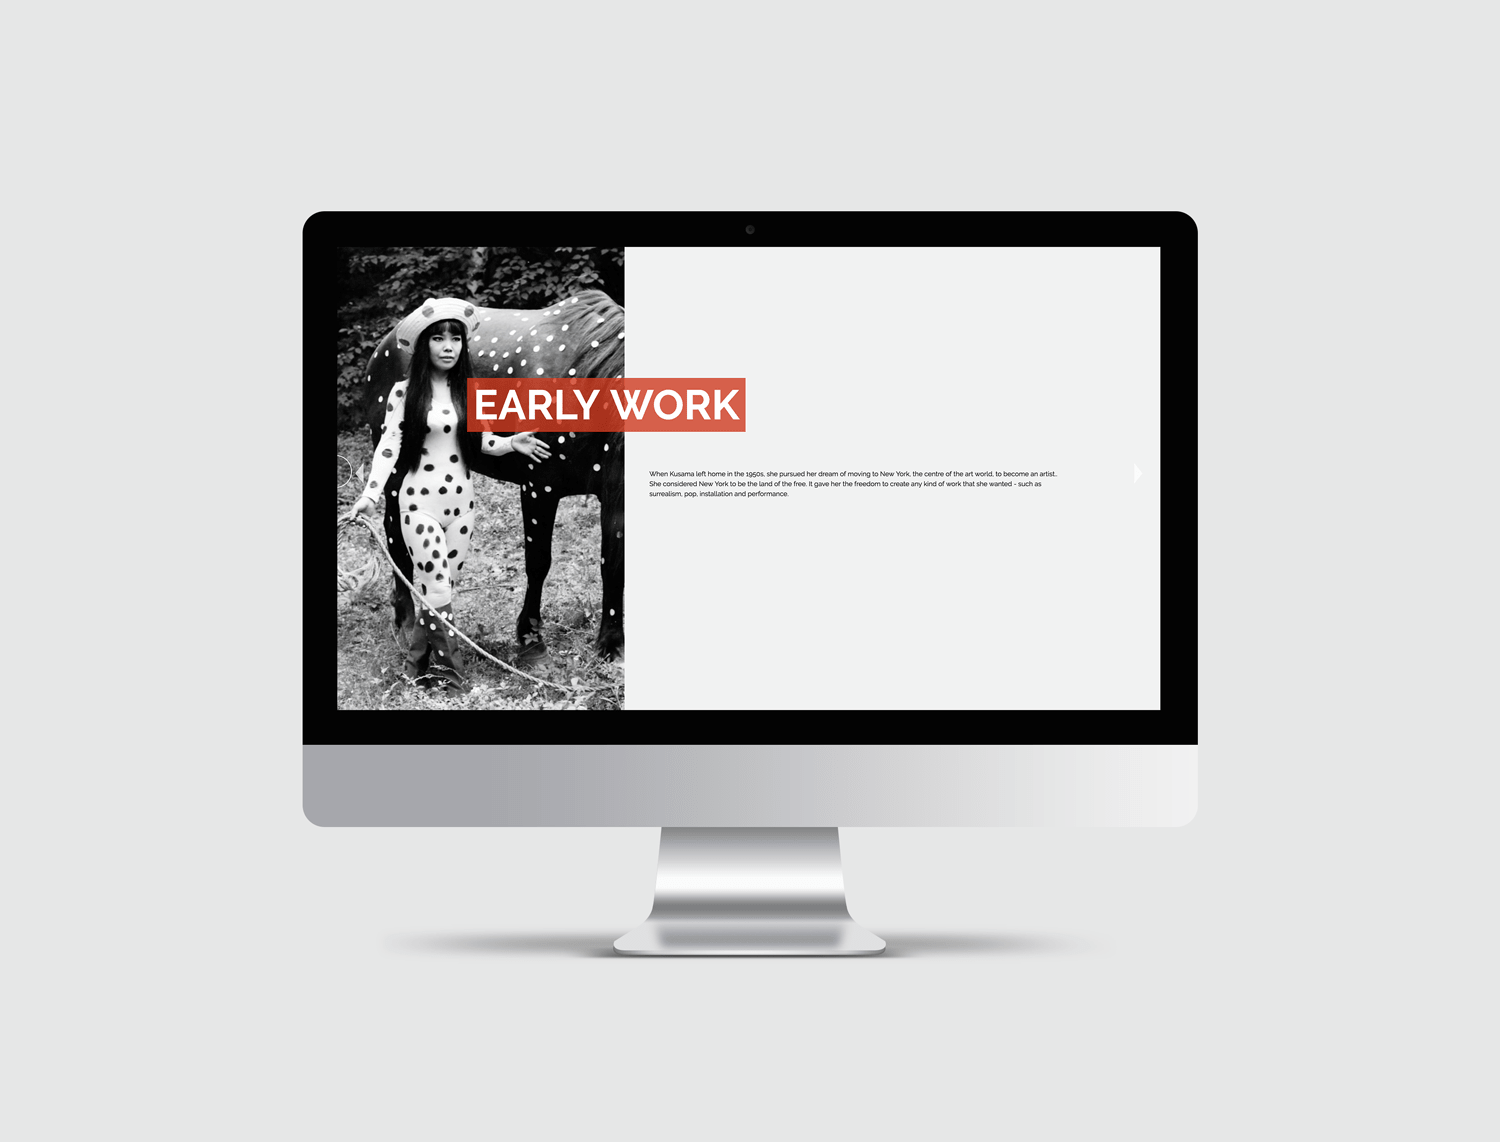 EARLY WORK
When Kusama left home in the 1950s, she pursued her dream of moving to New York, the centre of the art world, to become an artist..
She considered New York to be the land of the free. It gave her the freedom to create any kind of work that she wanted - such as
surrealism, pop, installation and performance.